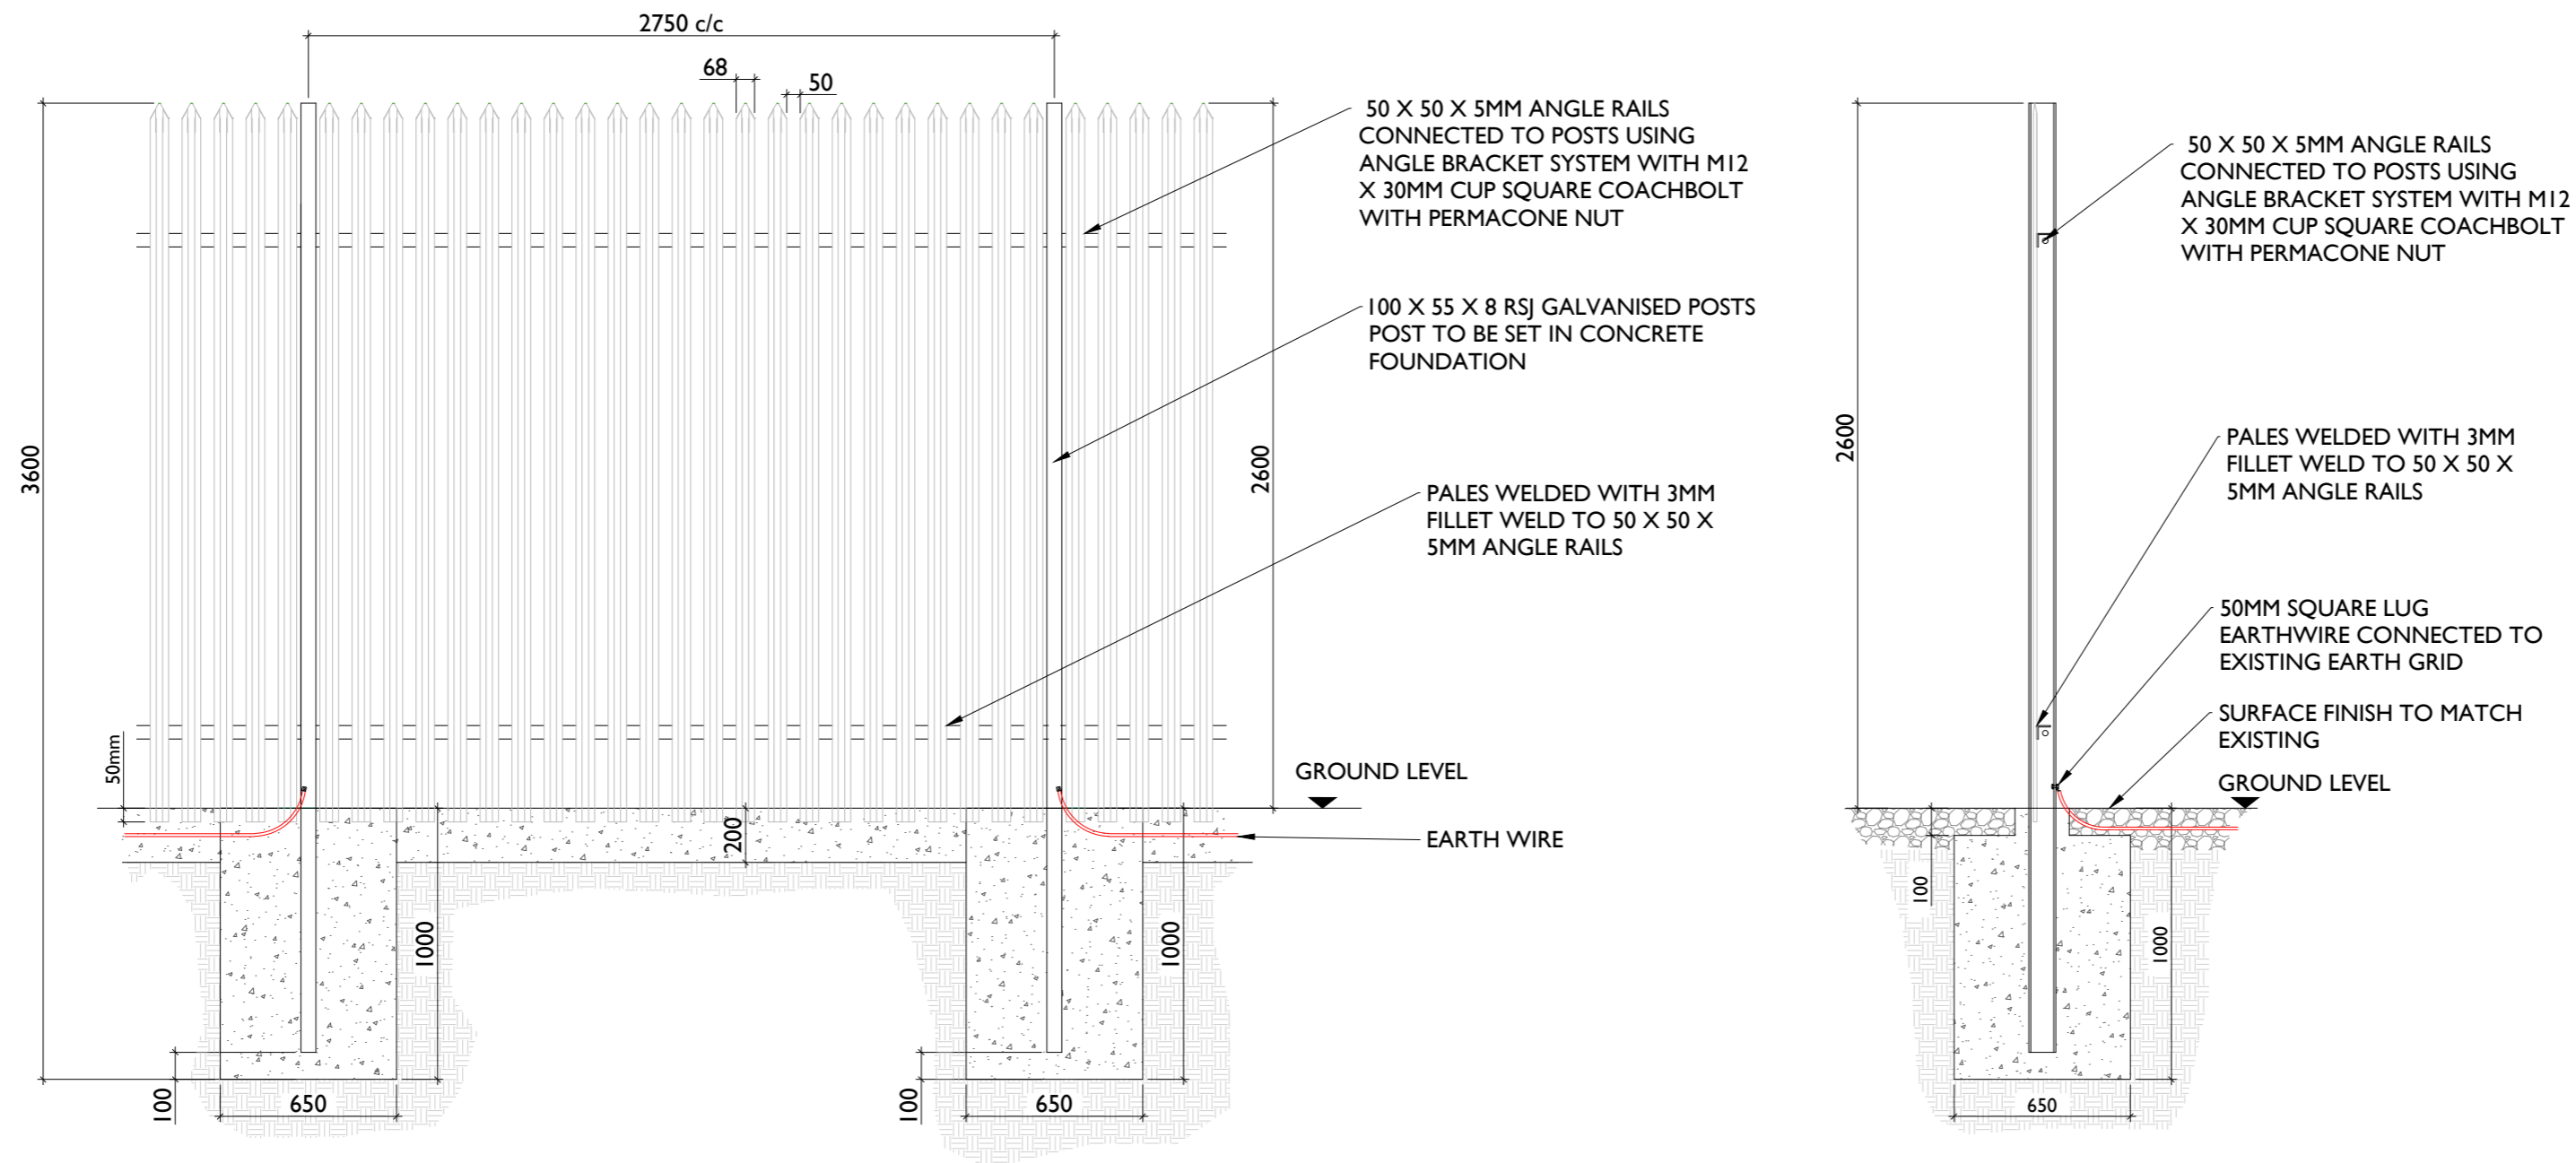 2750 c/c
68
50
3600
2600
50 X 50 X 5MM ANGLE RAILS
CONNECTED TO POSTS USING
ANGLE BRACKET SYSTEM WITH M12
X 30MM CUP SQUARE COACHBOLT
WITH PERMACONE NUT
100 X 55 X 8 RSJ GALVANISED POSTS
POST TO BE SET IN CONCRETE
FOUNDATION
PALES WELDED WITH 3MM
FILLET WELD TO 50 X 50 X
5MM ANGLE RAILS
50mm
GROUND LEVEL
200
EARTH WIRE
1000
1000
100
650
100
650
2600
50 X 50 X 5MM ANGLE RAILS
CONNECTED TO POSTS USING
ANGLE BRACKET SYSTEM WITH M12
X 30MM CUP SQUARE COACHBOLT
WITH PERMACONE NUT
PALES WELDED WITH 3MM
FILLET WELD TO 50 X 50 X
5MM ANGLE RAILS
50MM SQUARE LUG
EARTHWIRE CONNECTED TO
EXISTING EARTH GRID
SURFACE FINISH TO MATCH
EXISTING
GROUND LEVEL
100
1000
650